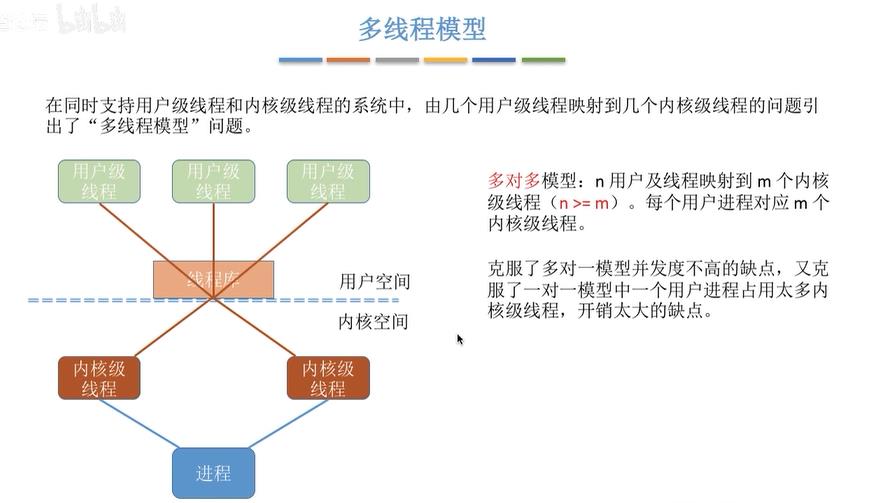 多线程模型
在同时支持用户级线程和内核级线程的系统中，由几个用户级线程映射到几个内核级线程的问题引
出了“多线程模型”问题。
用户级
线程
用户级
线程
用户级
线程
线程库
用户空间
内核空间
内核级
线程
内核级
线程
进程
多对多模型：n 用户及线程映射到 m 个内核
级线程（n >= m）。每个用户进程对应 m 个
内核级线程。
克服了多对一模型并发度不高的缺点，又克
服了一对一模型中一个用户进程占用太多内
核级线程，开销太大的缺点。